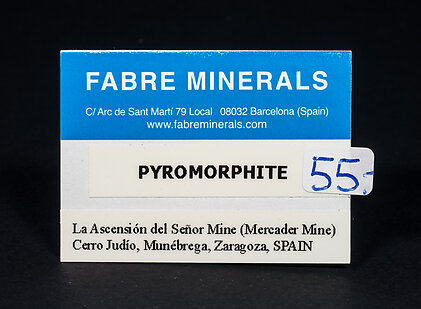 FABRE MINERALS
C/ Arc de Sant Martí 79 Local 08032 Barcelona (Spain)
www.fabreminerals.com
PYROMORPHITE
55.-
La Ascensión del Señor Mine (Mercader Mine)
Cerro Judío, Munébrega, Zaragoza, SPAIN